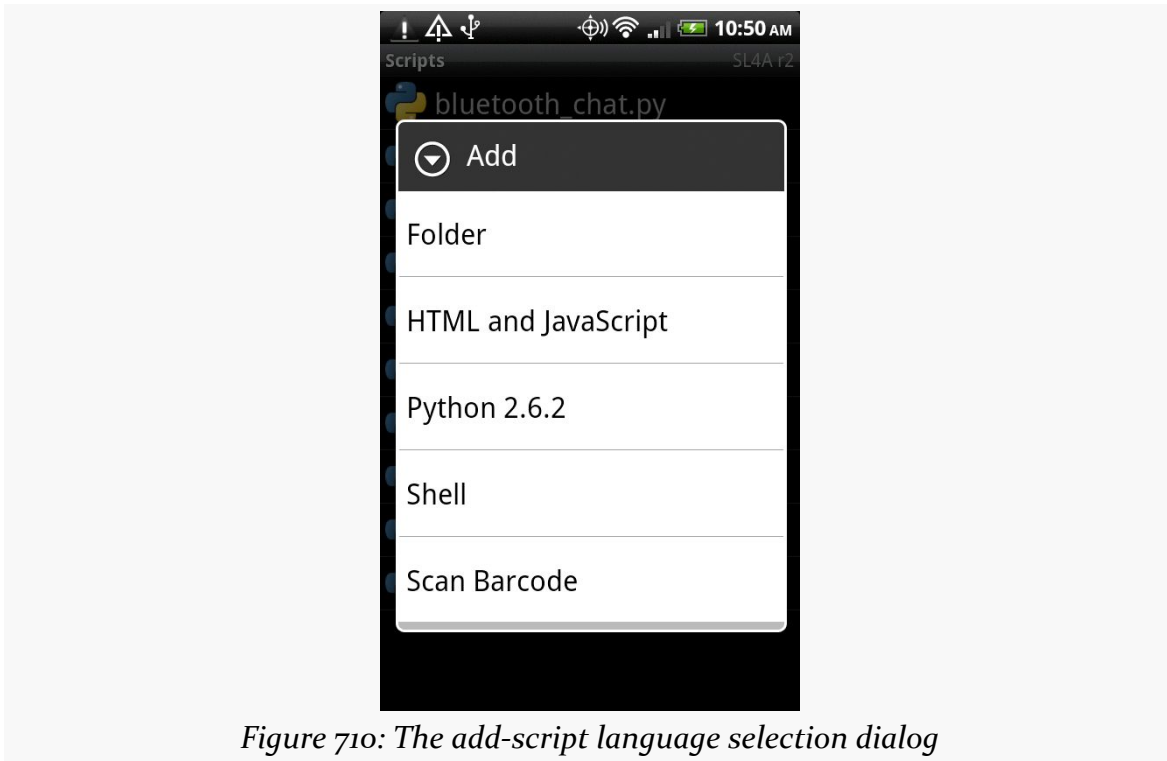 10:50 AM
Scripts SL4A r2
bluetooth_chat.py
Add
Folder
HTML and JavaScript
Python 2.6.2
Shell
Scan Barcode
Figure 710: The add-script language selection dialog